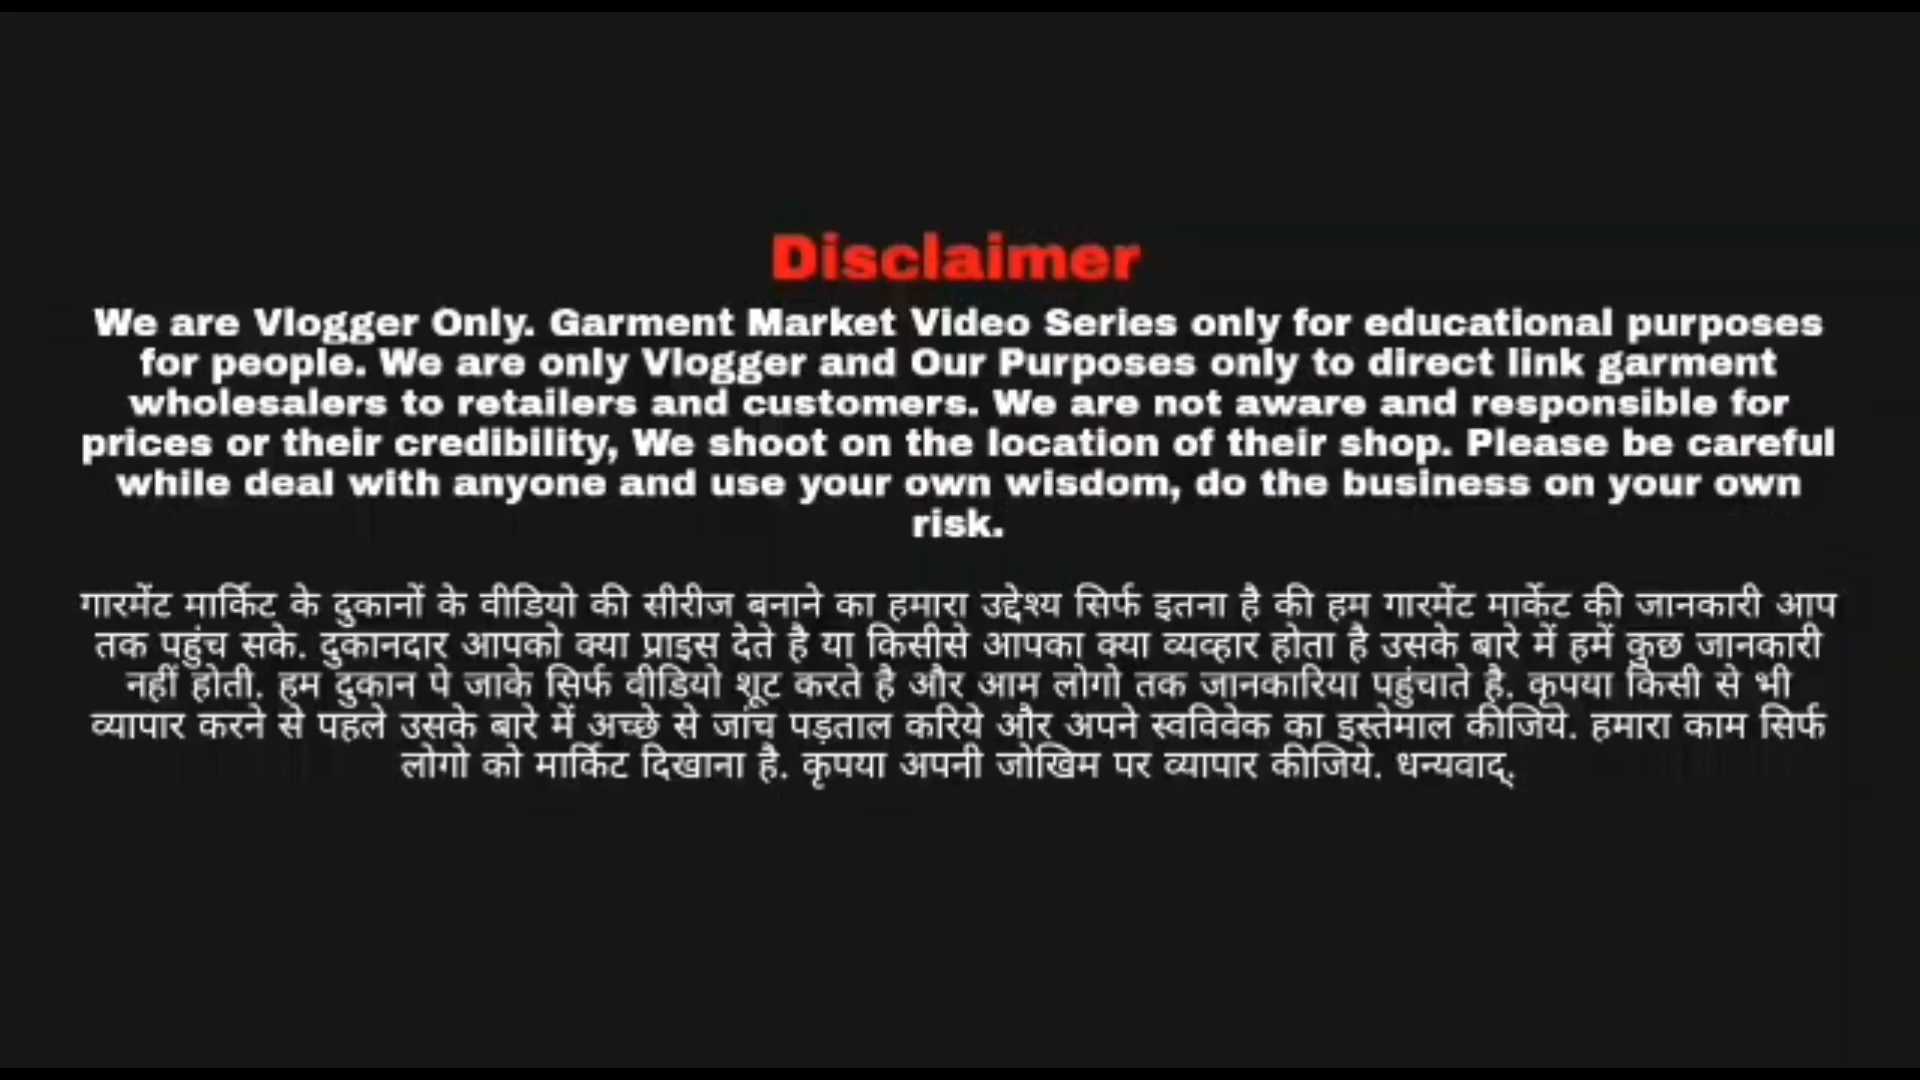 Disclaimer
We are Vlogger Only. Garment Market Video Series only for educational purposes
for people. We are only Vlogger and Our Purposes only to direct link garment
wholesalers to retailers and customers. We are not aware and responsible for
prices or their credibility, We shoot on the location of their shop. Please be careful
while deal with anyone and use your own wisdom, do the business on your own
risk.
गारमेंट मार्किट के दुकानों के वीडियो की सीरीज बनाने का हमारा उद्देश्य सिर्फ इतना है की हम गारमेंट मार्केट की जानकारी आप
तक पहुंच सके. दुकानदार आपको क्या प्राइस देते है या किसीसे आपका क्या व्यव्हार होता है उसके बारे में हमें कुछ जानकारी
नहीं होती. हम दुकान पे जाके सिर्फ वीडियो शूट करते है और आम लोगो तक जानकारिया पहुंचाते है. कृपया किसी से भी
व्यापार करने से पहले उसके बारे में अच्छे से जांच पड़ताल करिये और अपने स्वविवेक का इस्तेमाल कीजिये. हमारा काम सिर्फ
लोगो को मार्किट दिखाना है. कृपया अपनी जोखिम पर व्यापार कीजिये. धन्यवाद्.